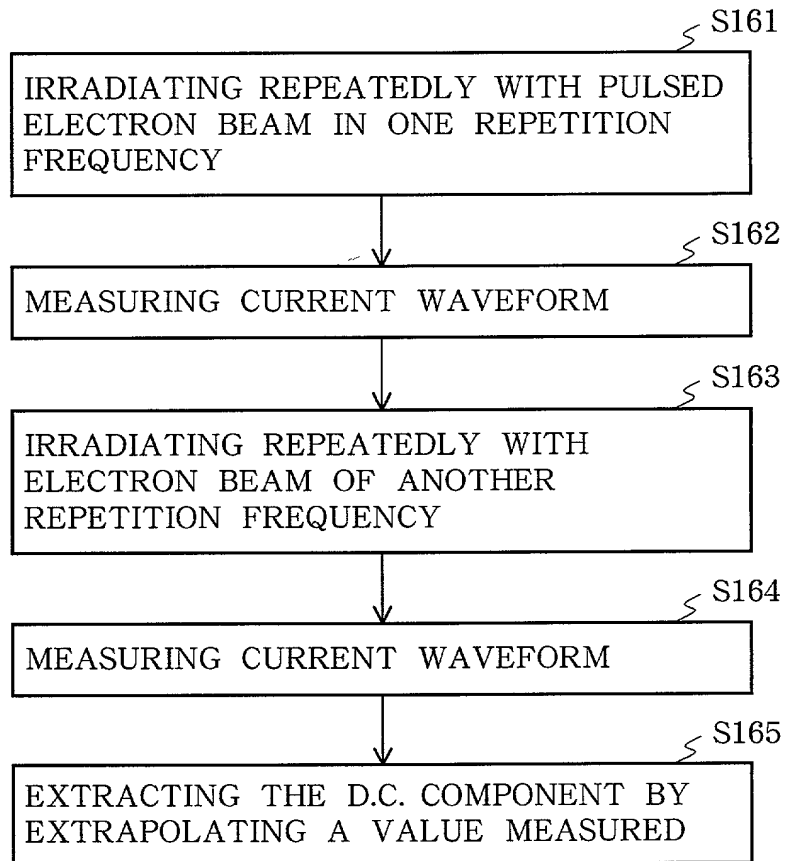 S161
IRRADIATING REPEATEDLY WITH PULSED
ELECTRON BEAM IN ONE REPETITION
FREQUENCY
S162
MEASURING CURRENT WAVEFORM
S163
IRRADIATING REPEATEDLY WITH
ELECTRON BEAM OF ANOTHER
REPETITION FREQUENCY
S164
MEASURING CURRENT WAVEFORM
S165
EXTRACTING THE D.C. COMPONENT BY
EXTRAPOLATING A VALUE MEASURED